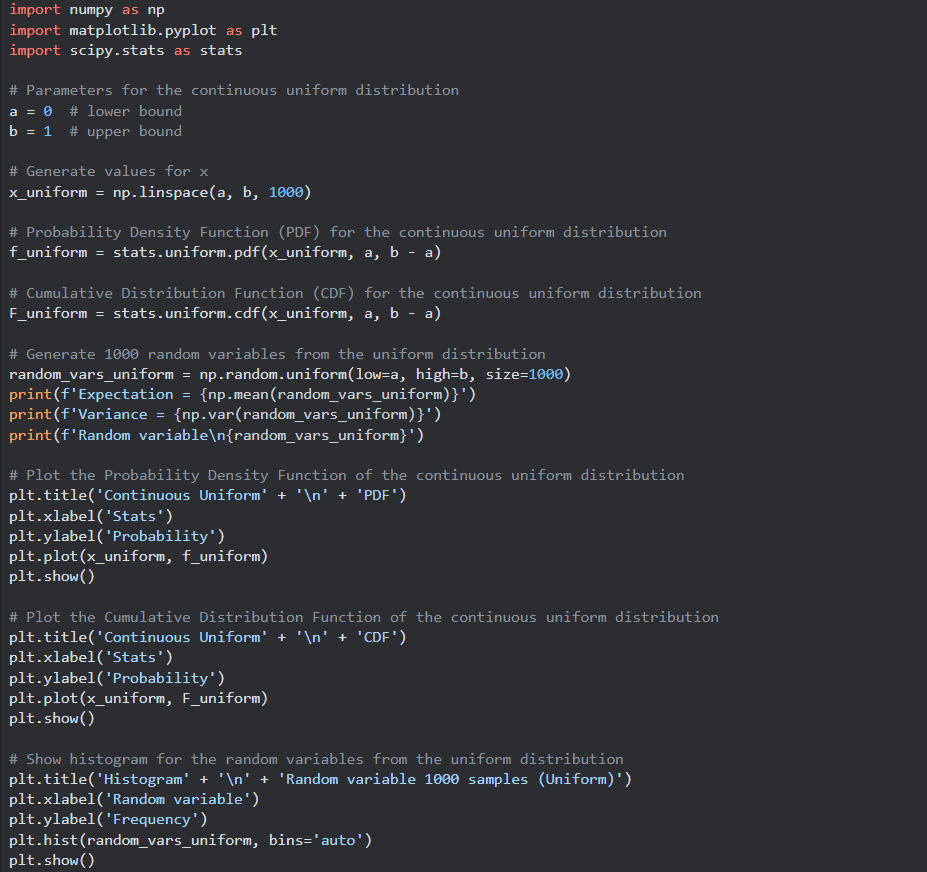 import numpy as np
import matplotlib.pyplot as plt
import scipy.stats as stats

# Parameters for the continuous uniform distribution
a = 0  # lower bound
b = 1  # upper bound

# Generate values for x
x_uniform = np.linspace(a, b, 1000)

# Probability Density Function (PDF) for the continuous uniform distribution
f_uniform = stats.uniform.pdf(x_uniform, a, b - a)

# Cumulative Distribution Function (CDF) for the continuous uniform distribution
F_uniform = stats.uniform.cdf(x_uniform, a, b - a)

# Generate 1000 random variables from the uniform distribution
random_vars_uniform = np.random.uniform(low=a, high=b, size=1000)
print(f'Expectation = {np.mean(random_vars_uniform)}')
print(f'Variance = {np.var(random_vars_uniform)}')
print(f'Random variable\n{random_vars_uniform}')

# Plot the Probability Density Function of the continuous uniform distribution
plt.title('Continuous Uniform' + '\n' + 'PDF')
plt.xlabel('Stats')
plt.ylabel('Probability')
plt.plot(x_uniform, f_uniform)
plt.show()

# Plot the Cumulative Distribution Function of the continuous uniform distribution
plt.title('Continuous Uniform' + '\n' + 'CDF')
plt.xlabel('Stats')
plt.ylabel('Probability')
plt.plot(x_uniform, F_uniform)
plt.show()

# Show histogram for the random variables from the uniform distribution
plt.title('Histogram' + '\n' + 'Random variable 1000 samples (Uniform)')
plt.xlabel('Random variable')
plt.ylabel('Frequency')
plt.hist(random_vars_uniform, bins='auto')
plt.show()